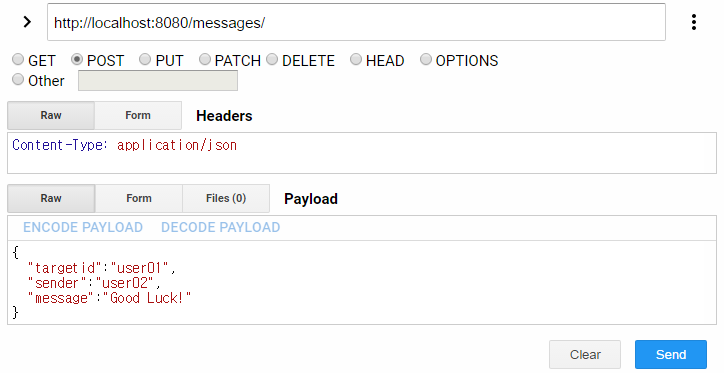 http://localhost:8080/messages/
GET POST PUT PATCH DELETE HEAD OPTIONS
Other
Raw Form Headers
Content-Type: application/json
Raw Form Files (0) Payload
ENCODE PAYLOAD DECODE PAYLOAD
{
"targetid":"user01",
"sender":"user02",
"message":"Good Luck!"
}
Clear Send